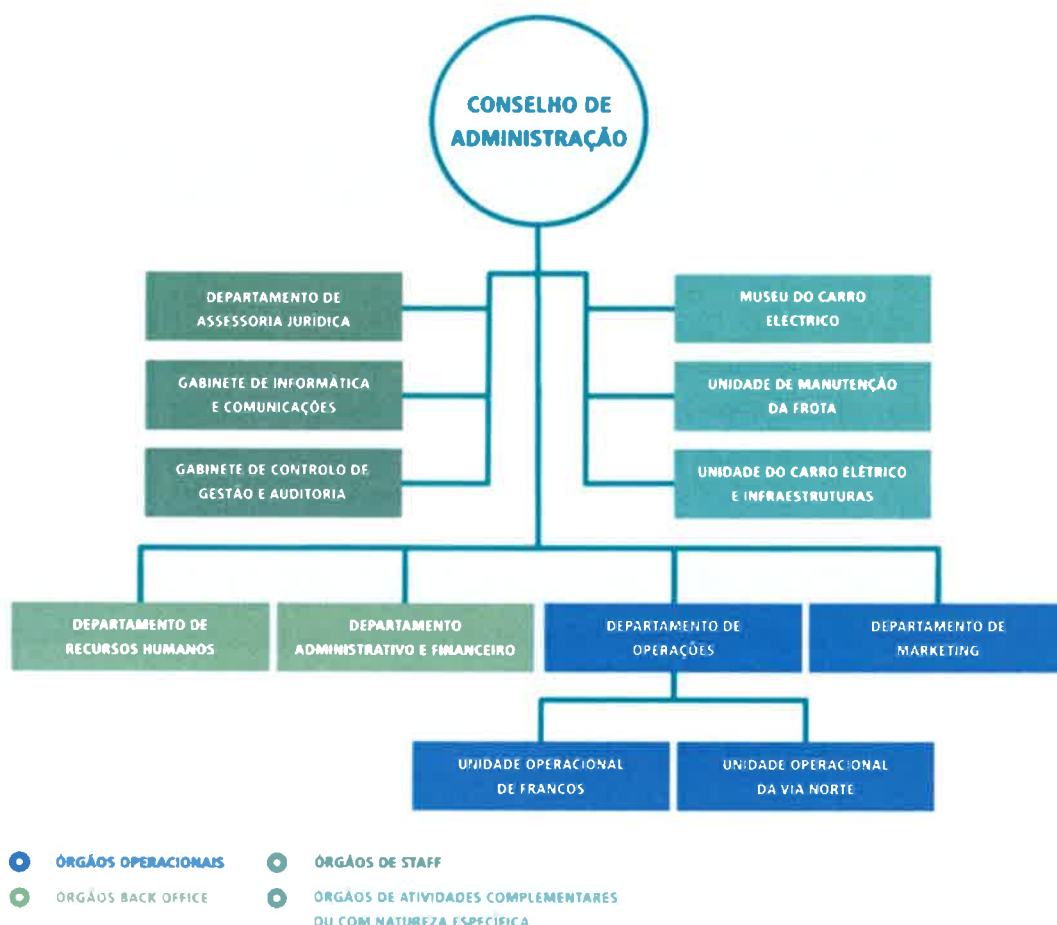 CONSELHO DE
ADMINISTRAÇÃO
DEPARTAMENTO DE
ASSESSORIA JURÍDICA
MUSEU DO CARRO
ELÉCTRICO
GABINETE DE INFORMÁTICA
E COMUNICAÇÕES
UNIDADE DE MANUTENÇÃO
DA FROTA
GABINETE DE CONTROLO DE
GESTÃO E AUDITORIA
UNIDADE DO CARRO ELÉTRICO
E INFRAESTRUTURAS
DEPARTAMENTO DE
RECURSOS HUMANOS
DEPARTAMENTO
ADMINISTRATIVO E FINANCEIRO
DEPARTAMENTO DE
OPERAÇÕES
DEPARTAMENTO DE
MARKETING
UNIDADE OPERACIONAL
DE FRANCOS
UNIDADE OPERACIONAL
DA VIA NORTE
ÓRGÃOS OPERACIONAIS
ÓRGÃOS DE STAFF
ÓRGÃOS BACK OFFICE
ÓRGÃOS DE ATIVIDADES COMPLEMENTARES
OU COM NATUREZA ESPECÍFICA